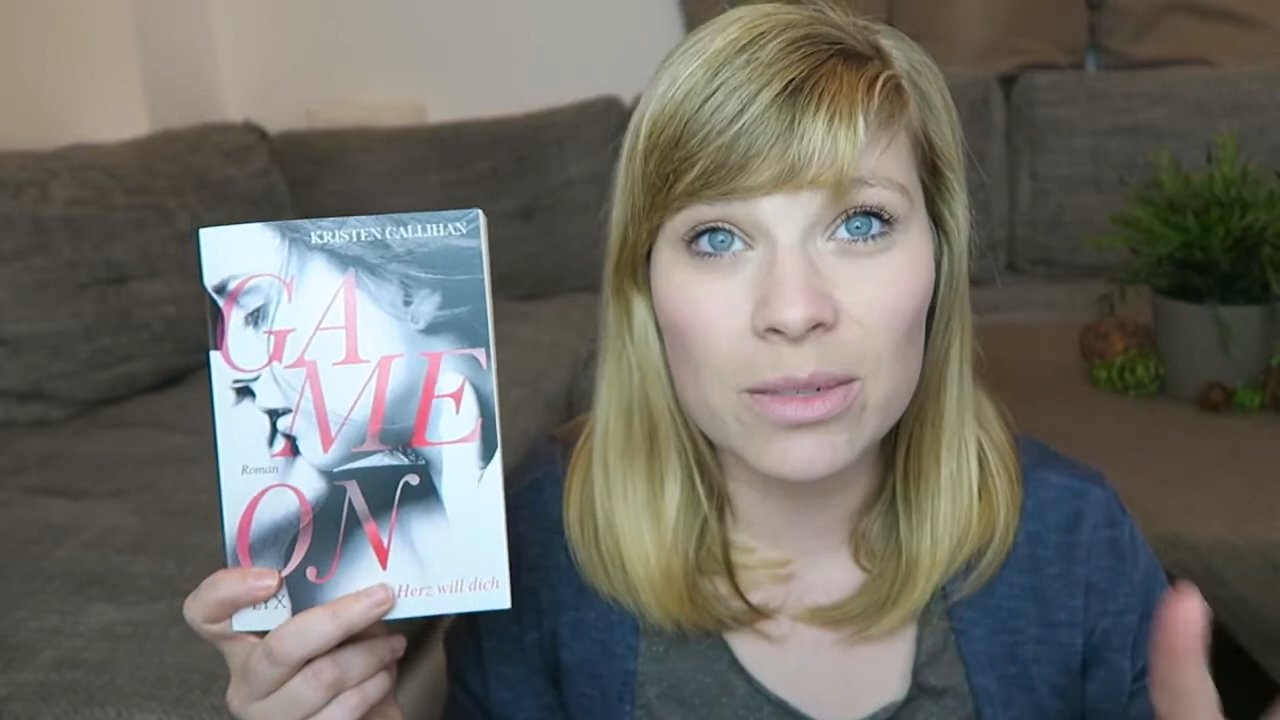 KRISTEN CALLIHAN
GA
ME
Roman
ON
Herz will dich
LYX